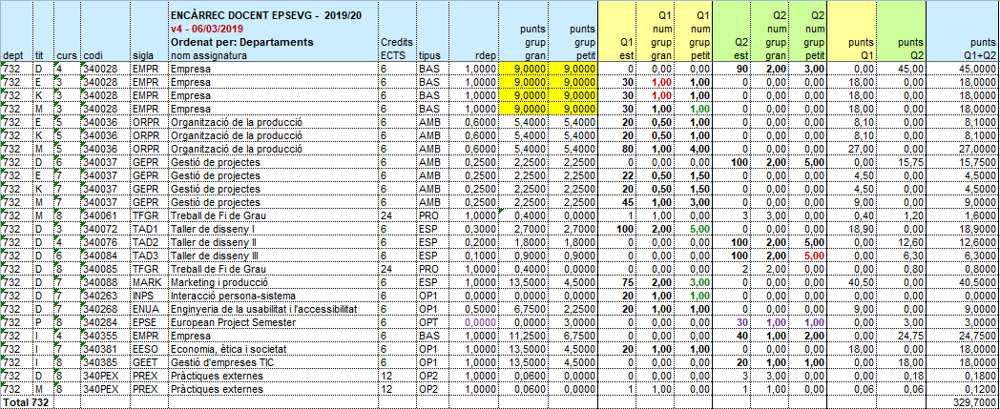 ENCÀRREC DOCENT EPSEVG - 2019/20 Q1 Q1 Q2 Q2
v4 - 06/03/2019 punts punts num num num num
Ordenat per: Departaments Credits grup grup Q1 grup grup Q2 grup grup punts punts punts
dept tit curs codi sigla nom assignatura ECTS tipus rdep gran petit est gran petit est gran petit Q1 Q2 Q1+Q2
732 D 4 340028 EMPR Empresa 6 BAS 1,0000 9,0000 9,0000 0 0,00 0,00 90 2,00 3,00 0,00 45,00 45,0000
732 E 3 340028 EMPR Empresa 6 BAS 1,0000 9,0000 9,0000 30 1,00 1,00 0 0,00 0,00 18,00 0,00 18,0000
732 K 3 340028 EMPR Empresa 6 BAS 1,0000 9,0000 9,0000 30 1,00 1,00 0 0,00 0,00 18,00 0,00 18,0000
732 M 3 340028 EMPR Empresa 6 BAS 1,0000 9,0000 9,0000 30 1,00 1,00 0 0,00 0,00 18,00 0,00 18,0000
732 E 5 340036 ORPR Organització de la producció 6 AMB 0,6000 5,4000 5,4000 20 0,50 1,00 0 0,00 0,00 8,10 0,00 8,1000
732 K 5 340036 ORPR Organització de la producció 6 AMB 0,6000 5,4000 5,4000 20 0,50 1,00 0 0,00 0,00 8,10 0,00 8,1000
732 M 5 340036 ORPR Organització de la producció 6 AMB 0,6000 5,4000 5,4000 80 1,00 4,00 0 0,00 0,00 27,00 0,00 27,0000
732 D 6 340037 GEPR Gestió de projectes 6 AMB 0,2500 2,2500 2,2500 0 0,00 0,00 100 2,00 5,00 0,00 15,75 15,7500
732 E 7 340037 GEPR Gestió de projectes 6 AMB 0,2500 2,2500 2,2500 22 0,50 1,50 0 0,00 0,00 4,50 0,00 4,5000
732 K 7 340037 GEPR Gestió de projectes 6 AMB 0,2500 2,2500 2,2500 20 0,50 1,50 0 0,00 0,00 4,50 0,00 4,5000
732 M 7 340037 GEPR Gestió de projectes 6 AMB 0,2500 2,2500 2,2500 45 1,00 3,00 0 0,00 0,00 9,00 0,00 9,0000
732 M 8 340061 TFGR Treball de Fi de Grau 24 PRO 1,0000 0,4000 0,0000 1 1,00 0,00 3 3,00 0,00 0,40 1,20 1,6000
732 D 3 340072 TAD1 Taller de disseny I 6 ESP 0,3000 2,7000 2,7000 100 2,00 5,00 0 0,00 0,00 18,90 0,00 18,9000
732 D 4 340076 TAD2 Taller de disseny II 6 ESP 0,2000 1,8000 1,8000 0 0,00 0,00 100 2,00 5,00 0,00 12,60 12,6000
732 D 6 340084 TAD3 Taller de disseny III 6 ESP 0,1000 0,9000 0,9000 0 0,00 0,00 100 2,00 5,00 0,00 6,30 6,3000
732 D 8 340085 TFGR Treball de Fi de Grau 24 PRO 1,0000 0,4000 0,0000 0 0,00 0,00 2 2,00 0,00 0,00 0,80 0,8000
732 D 7 340088 MARK Marketing i producció 6 ESP 1,0000 13,5000 4,5000 75 2,00 3,00 0 0,00 0,00 40,50 0,00 40,5000
732 D 7 340263 INPS Interacció persona-sistema 6 OP1 1,0000 0,0000 0,0000 20 1,00 1,00 0 0,00 0,00 0,00 0,00 0,0000
732 D 7 340268 ENUA Enginyeria de la usabilitat i l'accessibilitat 6 OP1 0,5000 6,7500 2,2500 20 1,00 1,00 0 0,00 0,00 9,00 0,00 9,0000
732 P 8 340284 EPSE European Project Semester 6 OPT 0,0000 3,0000 0,0000 0 0,00 0,00 30 1,00 1,00 0,00 3,00 3,0000
732 I 4 340355 EMPR Empresa 6 BAS 1,0000 11,2500 6,7500 0 0,00 0,00 40 1,00 2,00 0,00 24,75 24,7500
732 I 7 340381 EESO Economia, ètica i societat 6 OP1 1,0000 13,5000 4,5000 20 1,00 1,00 0 0,00 0,00 18,00 0,00 18,0000
732 I 8 340385 GEET Gestió d'empreses TIC 6 OP1 1,0000 13,5000 4,5000 0 0,00 0,00 20 1,00 1,00 0,00 18,00 18,0000
732 D 8 340PEX PREX Pràctiques externes 12 OP2 1,0000 0,0600 0,0000 0 0,00 0,00 3 3,00 0,00 0,00 0,18 0,1800
732 M 8 340PEX PREX Pràctiques externes 12 OP2 1,0000 0,0600 0,0000 1 1,00 0,00 1 1,00 0,00 0,06 0,06 0,1200
Total 732 329,7000